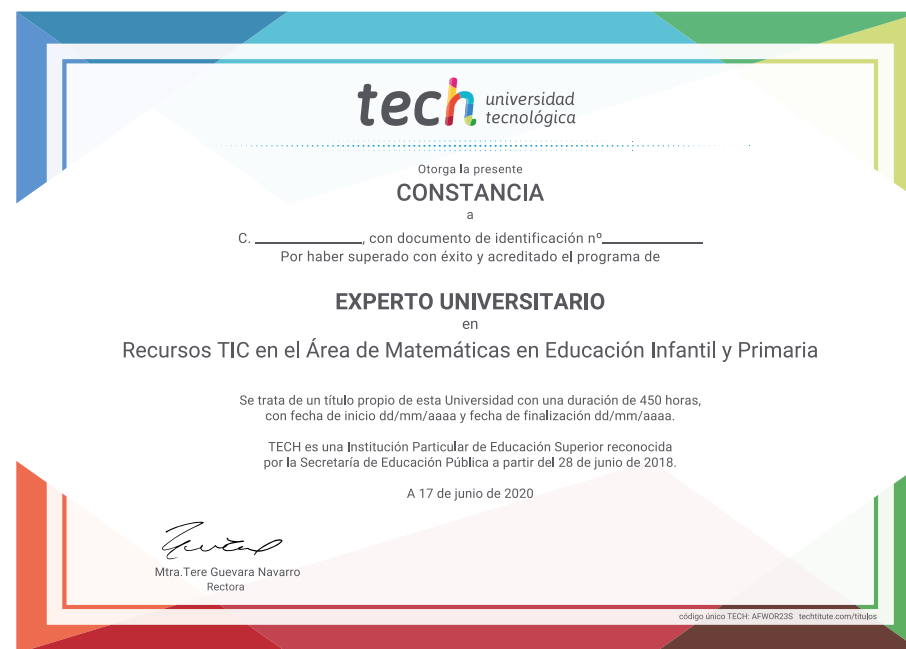 tech universidad
tecnológica
Otorga la presente
CONSTANCIA
a
C. ____________, con documento de identificación nº____________
Por haber superado con éxito y acreditado el programa de
EXPERTO UNIVERSITARIO
en
Recursos TIC en el Área de Matemáticas en Educación Infantil y Primaria
Se trata de un título propio de esta Universidad con una duración de 450 horas,
con fecha de inicio dd/mm/aaaa y fecha de finalización dd/mm/aaaa.
TECH es una Institución Particular de Educación Superior reconocida
por la Secretaría de Educación Pública a partir del 28 de junio de 2018.
A 17 de junio de 2020
Mtra.Tere Guevara Navarro
Rectora
código único TECH: AFWOR23S techtitute.com/titulos